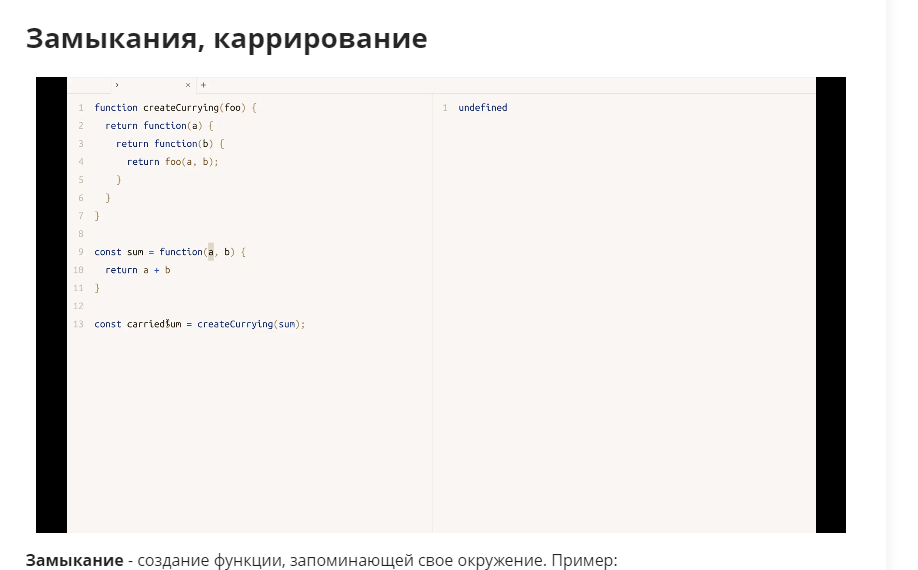 Замыкания, каррирование
› × +
1 function createCurrying(foo) {
2 return function(a) {
3 return function(b) {
4 return foo(a, b);
5 }
6 }
7 }
8
9 const sum = function(a, b) {
10 return a + b
11 }
12
13 const carriedSum = createCurrying(sum);
1 undefined
Замыкание - создание функции, запоминающей свое окружение. Пример: